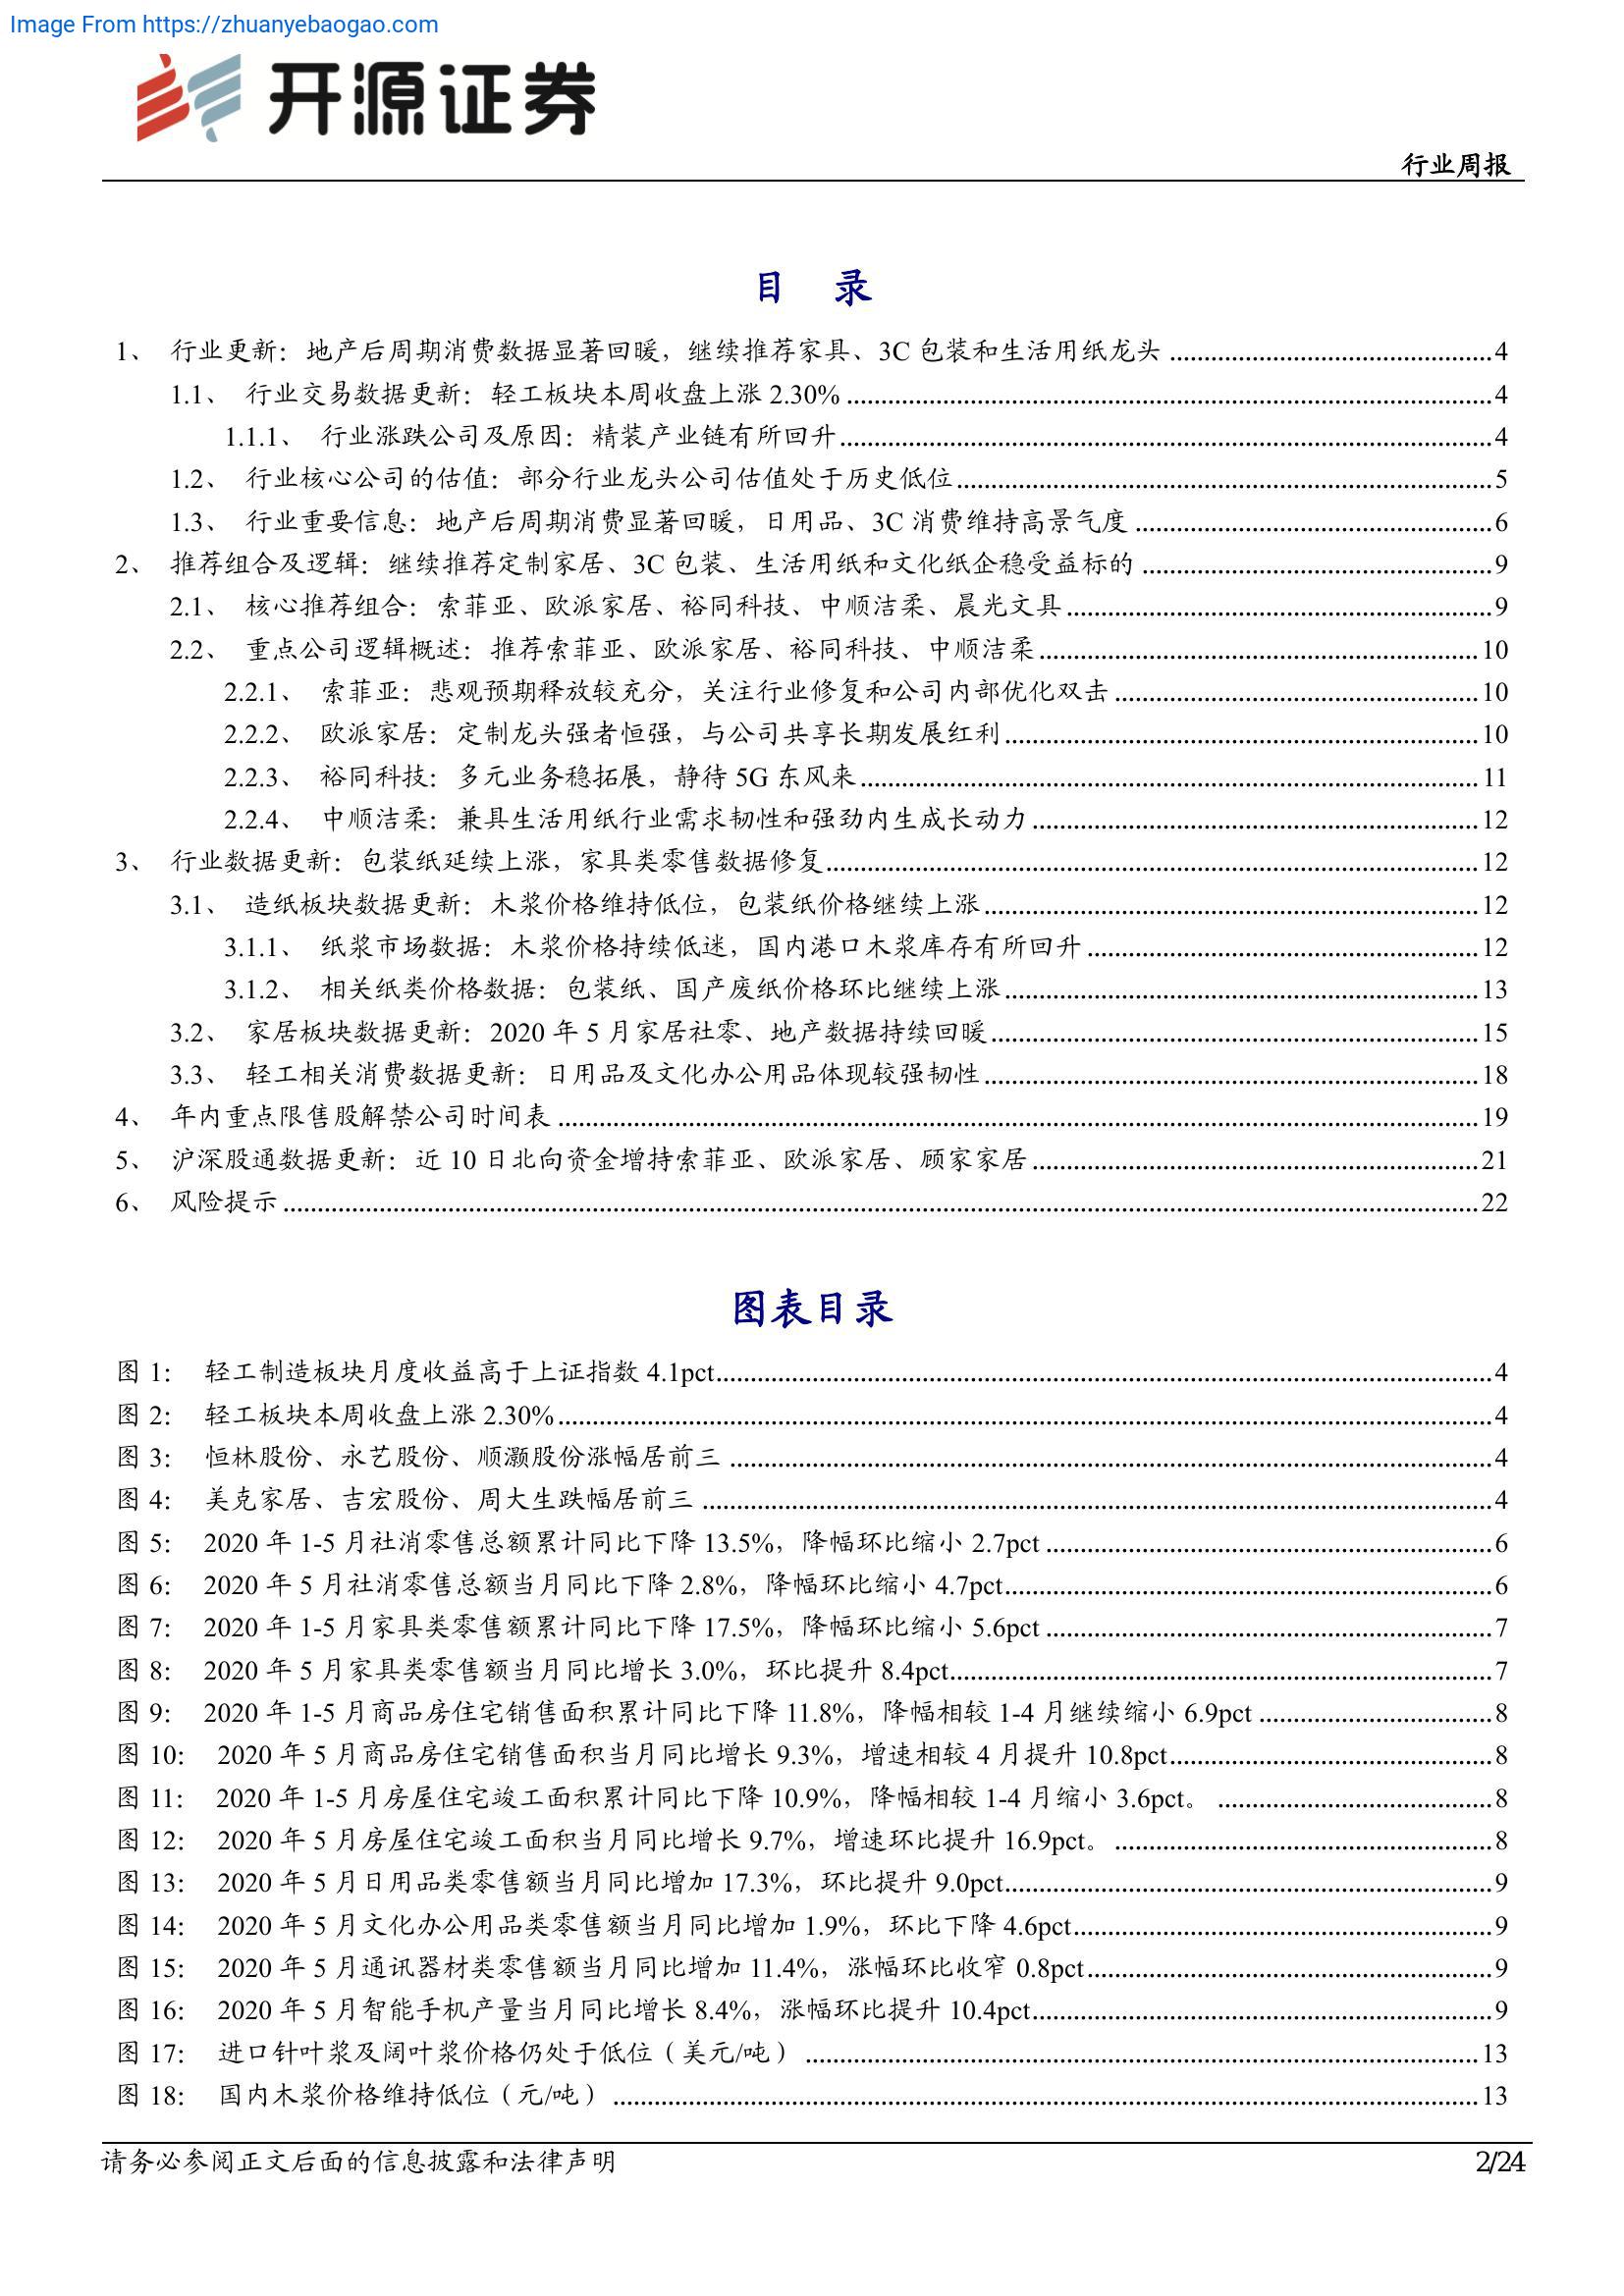 Image From https://zhuanyebaogao.com
开源证券
行业周报
目 录
1、 行业更新：地产后周期消费数据显著回暖，继续推荐家具、3C 包装和生活用纸龙头 ........ 4
1.1、 行业交易数据更新：轻工板块本周收盘上涨 2.30% ........ 4
1.1.1、 行业涨跌公司及原因：精装产业链有所回升 ........ 4
1.2、 行业核心公司的估值：部分行业龙头公司估值处于历史低位 ........ 5
1.3、 行业重要信息：地产后周期消费显著回暖，日用品、3C 消费维持高景气度 ........ 6
2、 推荐组合及逻辑：继续推荐定制家居、3C 包装、生活用纸和文化纸企稳受益标的 ........ 9
2.1、 核心推荐组合：索菲亚、欧派家居、裕同科技、中顺洁柔、晨光文具 ........ 9
2.2、 重点公司逻辑概述：推荐索菲亚、欧派家居、裕同科技、中顺洁柔 ........ 10
2.2.1、 索菲亚：悲观预期释放较充分，关注行业修复和公司内部优化双击 ........ 10
2.2.2、 欧派家居：定制龙头强者恒强，与公司共享长期发展红利 ........ 10
2.2.3、 裕同科技：多元业务稳拓展，静待 5G 东风来 ........ 11
2.2.4、 中顺洁柔：兼具生活用纸行业需求韧性和强劲内生成长动力 ........ 12
3、 行业数据更新：包装纸延续上涨，家具类零售数据修复 ........ 12
3.1、 造纸板块数据更新：木浆价格维持低位，包装纸价格继续上涨 ........ 12
3.1.1、 纸浆市场数据：木浆价格持续低迷，国内港口木浆库存有所回升 ........ 12
3.1.2、 相关纸类价格数据：包装纸、国产废纸价格环比继续上涨 ........ 13
3.2、 家居板块数据更新：2020 年 5 月家居社零、地产数据持续回暖 ........ 15
3.3、 轻工相关消费数据更新：日用品及文化办公用品体现较强韧性 ........ 18
4、 年内重点限售股解禁公司时间表 ........ 19
5、 沪深股通数据更新：近 10 日北向资金增持索菲亚、欧派家居、顾家家居 ........ 21
6、 风险提示 ........ 22
图表目录
图 1： 轻工制造板块月度收益高于上证指数 4.1pct ........ 4
图 2： 轻工板块本周收盘上涨 2.30% ........ 4
图 3： 恒林股份、永艺股份、顺灏股份涨幅居前三 ........ 4
图 4： 美克家居、吉宏股份、周大生跌幅居前三 ........ 4
图 5： 2020 年 1-5 月社消零售总额累计同比下降 13.5%，降幅环比缩小 2.7pct ........ 6
图 6： 2020 年 5 月社消零售总额当月同比下降 2.8%，降幅环比缩小 4.7pct ........ 6
图 7： 2020 年 1-5 月家具类零售额累计同比下降 17.5%，降幅环比缩小 5.6pct ........ 7
图 8： 2020 年 5 月家具类零售额当月同比增长 3.0%，环比提升 8.4pct ........ 7
图 9： 2020 年 1-5 月商品房住宅销售面积累计同比下降 11.8%，降幅相较 1-4 月继续缩小 6.9pct ........ 8
图 10： 2020 年 5 月商品房住宅销售面积当月同比增长 9.3%，增速相较 4 月提升 10.8pct ........ 8
图 11： 2020 年 1-5 月房屋住宅竣工面积累计同比下降 10.9%，降幅相较 1-4 月缩小 3.6pct。 ........ 8
图 12： 2020 年 5 月房屋住宅竣工面积当月同比增长 9.7%，增速环比提升 16.9pct。 ........ 8
图 13： 2020 年 5 月日用品类零售额当月同比增加 17.3%，环比提升 9.0pct ........ 9
图 14： 2020 年 5 月文化办公用品类零售额当月同比增加 1.9%，环比下降 4.6pct ........ 9
图 15： 2020 年 5 月通讯器材类零售额当月同比增加 11.4%，涨幅环比收窄 0.8pct ........ 9
图 16： 2020 年 5 月智能手机产量当月同比增长 8.4%，涨幅环比提升 10.4pct ........ 9
图 17： 进口针叶浆及阔叶浆价格仍处于低位（美元/吨） ........ 13
图 18： 国内木浆价格维持低位（元/吨） ........ 13
请务必参阅正文后面的信息披露和法律声明
2/24